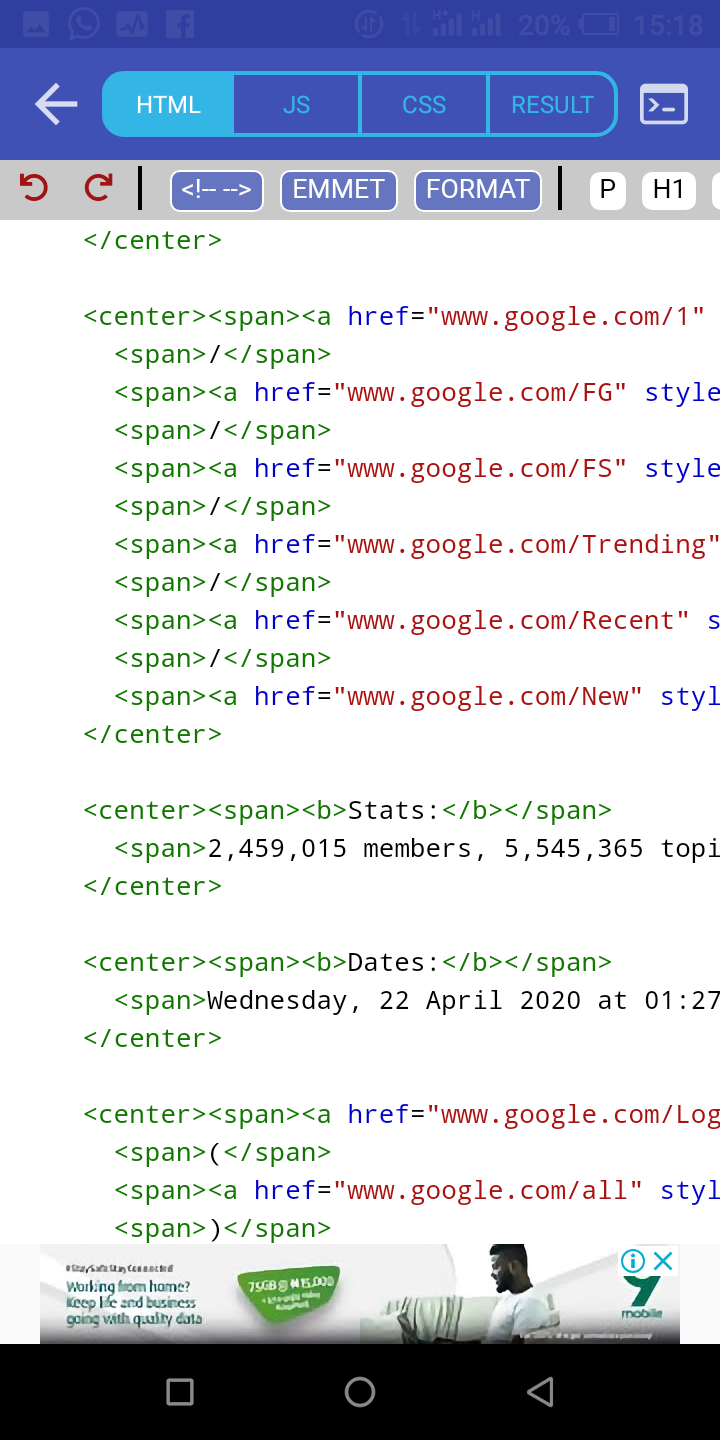 20% 15:18
HTML JS CSS RESULT
<!-- --> EMMET FORMAT P H1
</center>
<center><span><a href="www.google.com/1"
<span>/</span>
<span><a href="www.google.com/FG" style
<span>/</span>
<span><a href="www.google.com/FS" style
<span>/</span>
<span><a href="www.google.com/Trending"
<span>/</span>
<span><a href="www.google.com/Recent" s
<span>/</span>
<span><a href="www.google.com/New" styl
</center>
<center><span><b>Stats:</b></span>
<span>2,459,015 members, 5,545,365 topi
</center>
<center><span><b>Dates:</b></span>
<span>Wednesday, 22 April 2020 at 01:27
</center>
<center><span><a href="www.google.com/Log
<span>(</span>
<span><a href="www.google.com/all" styl
<span>)</span>
#StaySafeStayConnected
Working from home?
Keep life and business
going with quality data
75GB @ ₦15,000
9
mobile